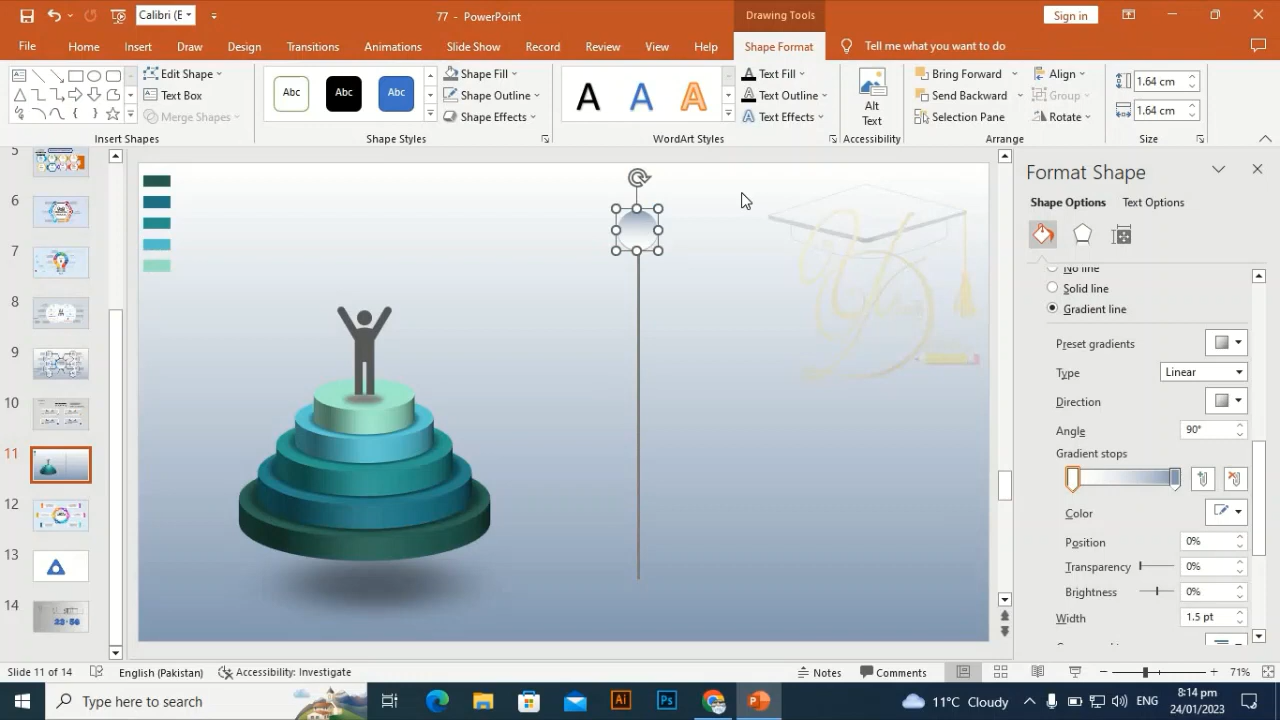 Calibri (E
77 - PowerPoint
Drawing Tools
Sign in
File
Home
Insert
Draw
Design
Transitions
Animations
Slide Show
Record
Review
View
Help
Shape Format
Tell me what you want to do
Edit Shape
Text Box
Merge Shapes
Insert Shapes
Abc
Abc
Abc
Shape Fill
Shape Outline
Shape Effects
Shape Styles
A
A
A
Text Fill
Text Outline
Text Effects
WordArt Styles
Alt
Text
Accessibility
Bring Forward
Send Backward
Selection Pane
Align
Group
Rotate
Arrange
1.64 cm
1.64 cm
Size
5
6
7
8
9
10
11
12
13
14
23:56
Format Shape
Shape Options
Text Options
No line
Solid line
Gradient line
Preset gradients
Type
Linear
Direction
Angle
90°
Gradient stops
Color
Position
0%
Transparency
0%
Brightness
0%
Width
1.5 pt
Slide 11 of 14
English (Pakistan)
Accessibility: Investigate
Notes
Comments
71%
Type here to search
Ai
Ps
11°C Cloudy
ENG
8:14 pm
24/01/2023